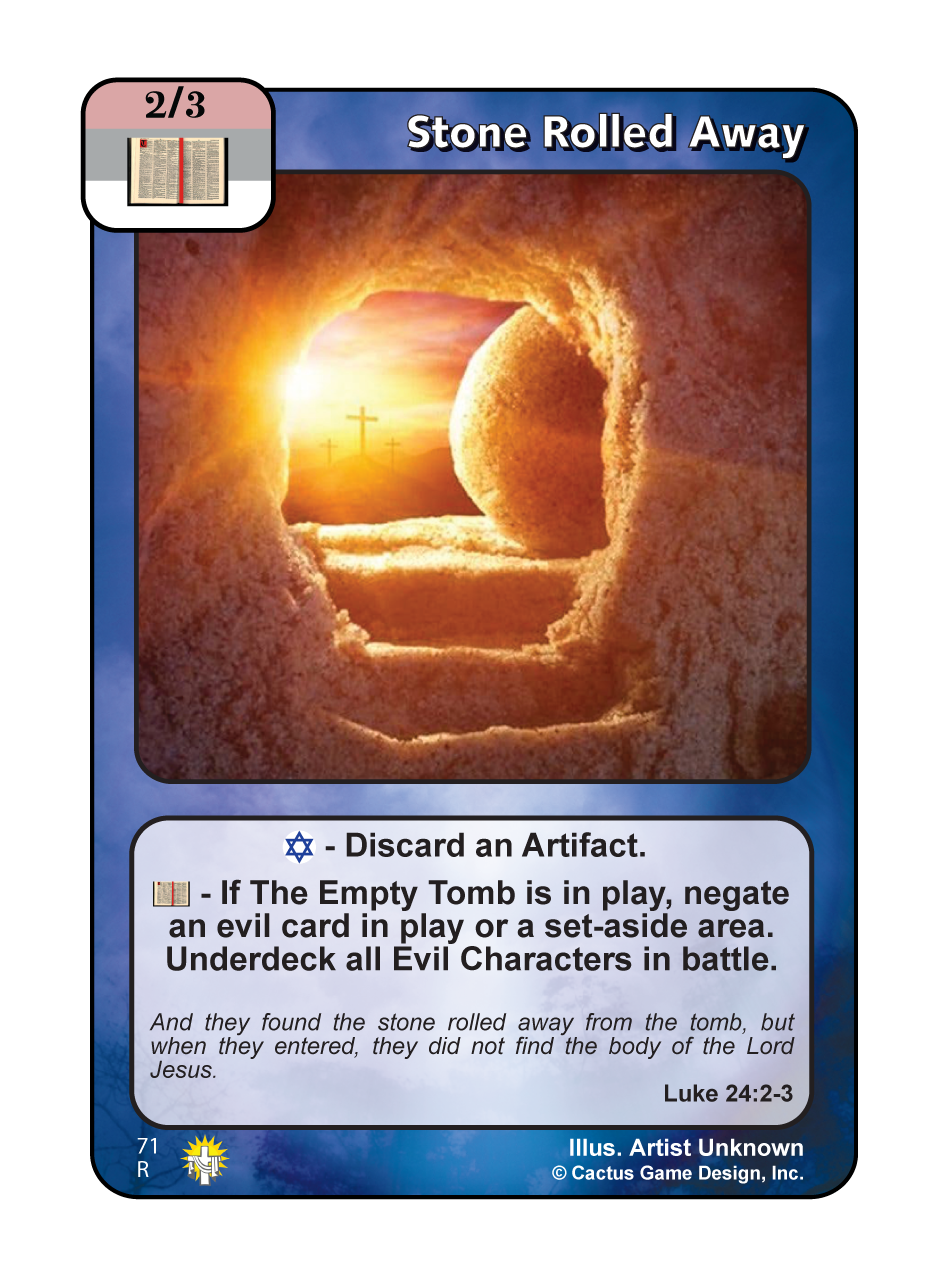 2/3
Stone Rolled Away
- Discard an Artifact.
- If The Empty Tomb is in play, negate
an evil card in play or a set-aside area.
Underdeck all Evil Characters in battle.
And they found the stone rolled away from the tomb, but
when they entered, they did not find the body of the Lord
Jesus.
Luke 24:2-3
71
R
Illus. Artist Unknown
© Cactus Game Design, Inc.